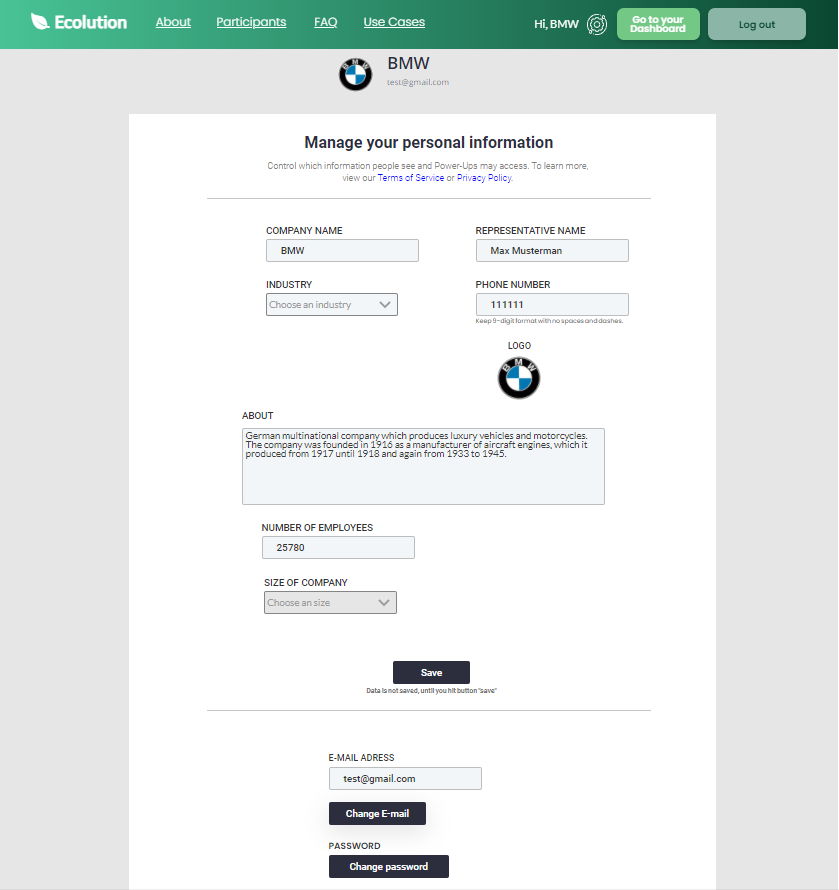 Ecolution About Participants FAQ Use Cases Hi, BMW Go to your Dashboard Log out
BMW
test@gmail.com
Manage your personal information
Control which information people see and Power-Ups may access. To learn more,
view our Terms of Service or Privacy Policy.
COMPANY NAME REPRESENTATIVE NAME
BMW Max Musterman
INDUSTRY PHONE NUMBER
Choose an industry 111111
Keep 9-digit format with no spaces and dashes.
LOGO
BMW
ABOUT
German multinational company which produces luxury vehicles and motorcycles.
The company was founded in 1916 as a manufacturer of aircraft engines, which it
produced from 1917 until 1918 and again from 1933 to 1945.
NUMBER OF EMPLOYEES
25780
SIZE OF COMPANY
Choose an size
Save
Data is not saved, until you hit button "save"
E-MAIL ADRESS
test@gmail.com
Change E-mail
PASSWORD
Change password